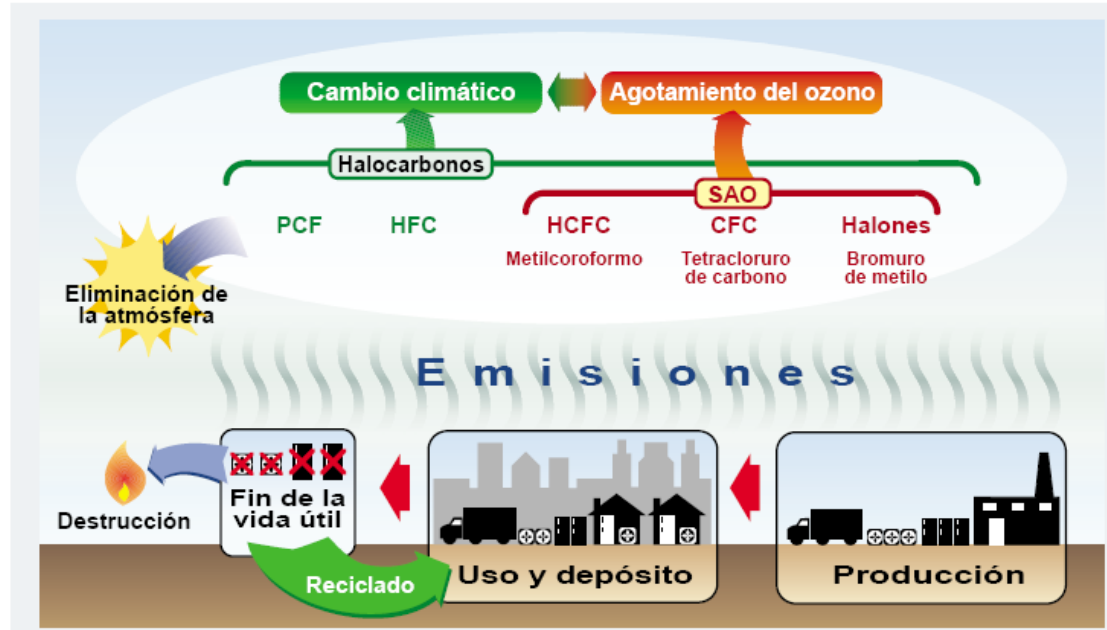 Cambio climático
Agotamiento del ozono
Halocarbonos
SAO
PCF
HFC
HCFC
CFC
Halones
Metilcoroformo
Tetracloruro
de carbono
Bromuro
de metilo
Eliminación de
la atmósfera
Emisiones
Destrucción
Fin de la
vida útil
Reciclado
Uso y depósito
Producción